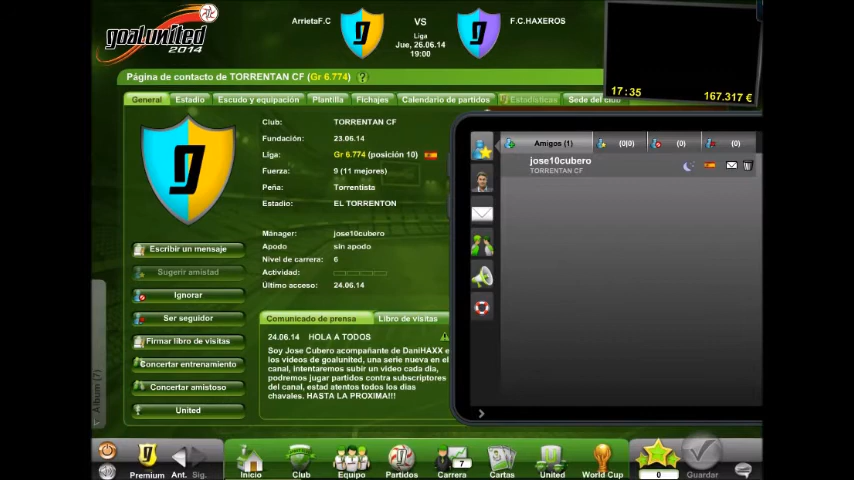 goalunited
2014
ArrietaF.C
VS
F.C.HAXEROS
Liga
Jue, 26.06.14
19:00
17:35
167.317 €
Página de contacto de TORRENTAN CF (Gr 6.774)
General
Estadio
Escudo y equipación
Plantilla
Fichajes
Calendario de partidos
Estadísticas
Sede del club
Club: TORRENTAN CF
Fundación: 23.06.14
Liga: Gr 6.774 (posición 10)
Fuerza: 9 (11 mejores)
Peña: Torrentistas
Estadio: EL TORRENTON
Mánager: jose10cubero
Apodo sin apodo
Nivel de carrera: 6
Actividad:
Último acceso: 24.06.14
Escribir un mensaje
Sugerir amistad
Ignorar
Ser seguidor
Firmar libro de visitas
Concertar entrenamiento
Concertar amistoso
United
Comunicado de prensa
Libro de visitas
24.06.14 HOLA A TODOS
Soy Jose Cubero acompañante de DaniHAXX e
los videos de goalunited, una serie nueva en el
canal, intentaremos subir un video cada dia,
podremos jugar partidos contra subscriptores
del canal, estad atentos todos los dias
chavales. HASTA LA PROXIMA!!!
Amigos (1)
(0|0)
(0)
(0)
jose10cubero
TORRENTAN CF
Álbum (7)
Premium
Ant.
Sig.
Inicio
Club
Equipo
Partidos
7
Carrera
Cartas
United
World Cup
0
Guardar